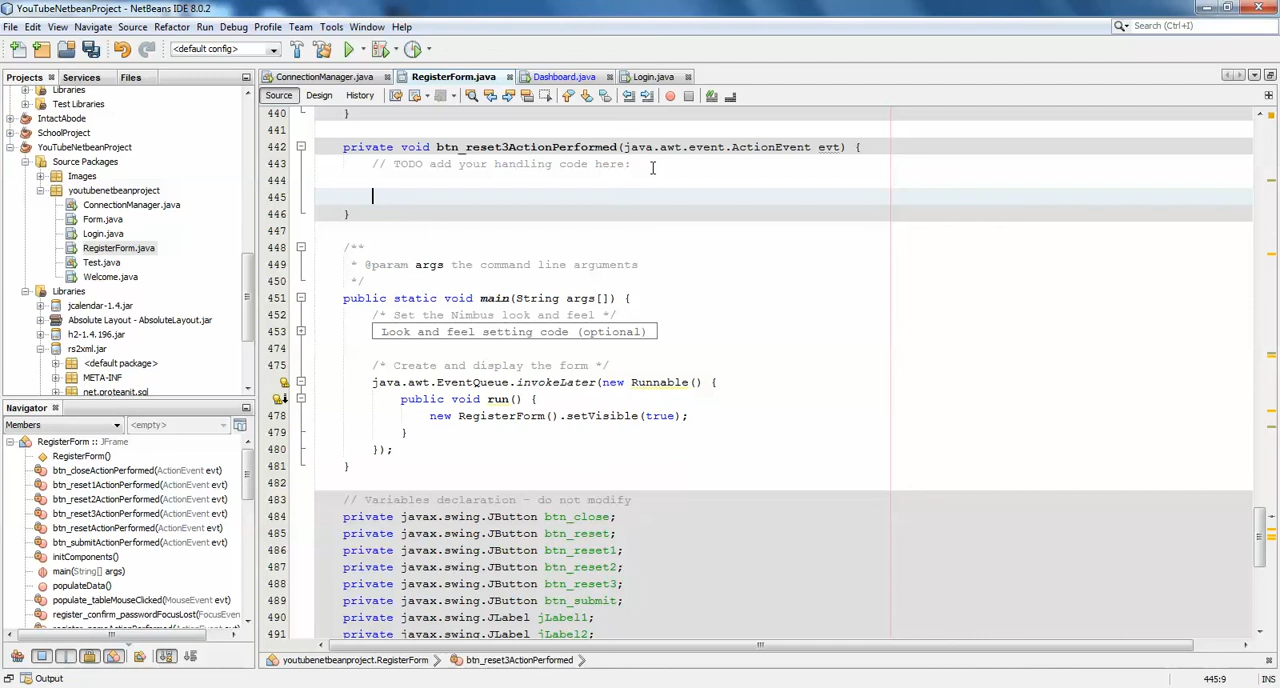 YouTubeNetbeanProject - NetBeans IDE 8.0.2
File Edit View Navigate Source Refactor Run Debug Profile Team Tools Window Help
Search (Ctrl+I)
<default config>
Projects Services Files
ConnectionManager.java RegisterForm.java Dashboard.java Login.java
Source Design History
Libraries
Test Libraries
IntactAbode
SchoolProject
YouTubeNetbeanProject
Source Packages
Images
youtubenetbeanproject
ConnectionManager.java
Form.java
Login.java
RegisterForm.java
Test.java
Welcome.java
Libraries
jcalendar-1.4.jar
Absolute Layout - AbsoluteLayout.jar
h2-1.4.196.jar
rs2xml.jar
<default package>
META-INF
net.proteanit.sql
Navigator
Members <empty>
RegisterForm :: JFrame
RegisterForm()
btn_closeActionPerformed(ActionEvent evt)
btn_reset1ActionPerformed(ActionEvent evt)
btn_reset2ActionPerformed(ActionEvent evt)
btn_reset3ActionPerformed(ActionEvent evt)
btn_resetActionPerformed(ActionEvent evt)
btn_submitActionPerformed(ActionEvent evt)
initComponents()
main(String[] args)
populateData()
populate_tableMouseClicked(MouseEvent evt)
register_confirm_passwordFocusLost(FocusEven
440 }
441
442 private void btn_reset3ActionPerformed(java.awt.event.ActionEvent evt) {
443 // TODO add your handling code here:
444
445
446 }
447
448 /**
449 * @param args the command line arguments
450 */
451 public static void main(String args[]) {
452 /* Set the Nimbus look and feel */
453 Look and feel setting code (optional)
474
475 /* Create and display the form */
java.awt.EventQueue.invokeLater(new Runnable() {
public void run() {
478 new RegisterForm().setVisible(true);
479 }
480 });
481 }
482
483 // Variables declaration - do not modify
484 private javax.swing.JButton btn_close;
485 private javax.swing.JButton btn_reset;
486 private javax.swing.JButton btn_reset1;
487 private javax.swing.JButton btn_reset2;
488 private javax.swing.JButton btn_reset3;
489 private javax.swing.JButton btn_submit;
490 private javax.swing.JLabel jLabel1;
491 private javax.swing.JLabel jLabel2;
youtubenetbeanproject.RegisterForm btn_reset3ActionPerformed
Output
445:9 INS